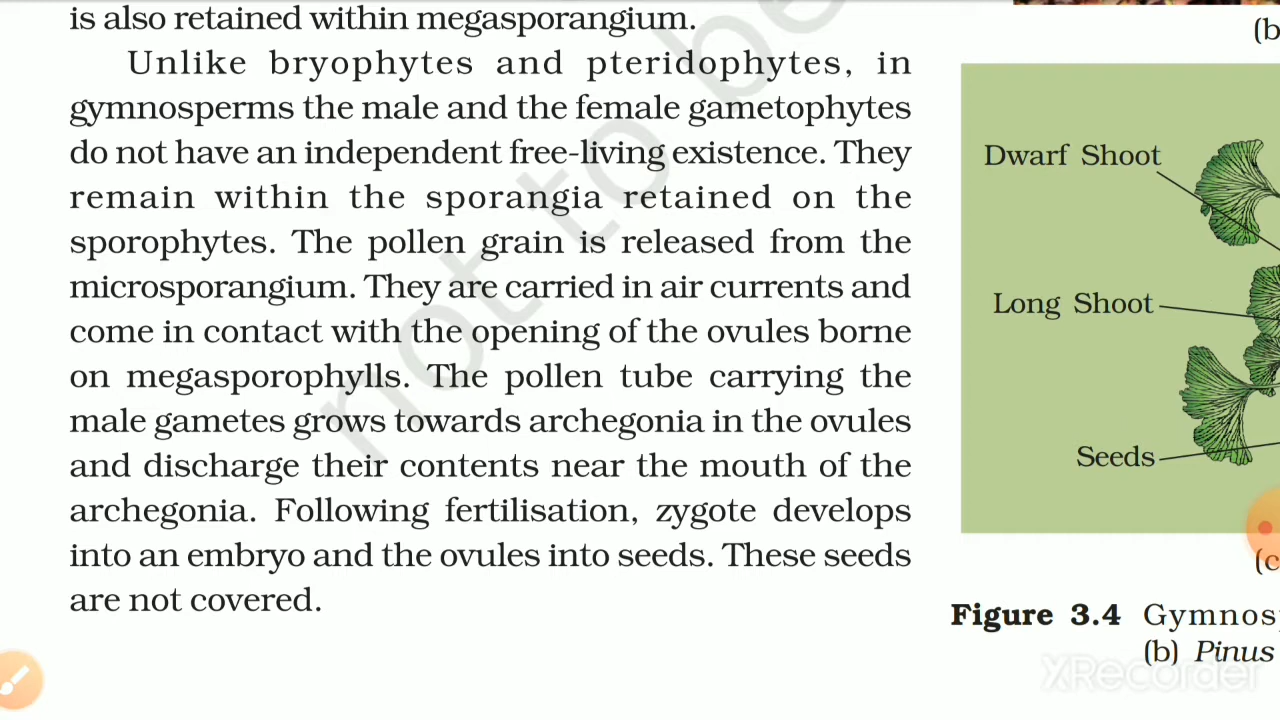 is also retained within megasporangium.
Unlike bryophytes and pteridophytes, in
gymnosperms the male and the female gametophytes
do not have an independent free-living existence. They
remain within the sporangia retained on the
sporophytes. The pollen grain is released from the
microsporangium. They are carried in air currents and
come in contact with the opening of the ovules borne
on megasporophylls. The pollen tube carrying the
male gametes grows towards archegonia in the ovules
and discharge their contents near the mouth of the
archegonia. Following fertilisation, zygote develops
into an embryo and the ovules into seeds. These seeds
are not covered.
not to be
(b
Dwarf Shoot
Long Shoot
Seeds
(c
Figure 3.4 Gymnosp
(b) Pinus
XRecorder